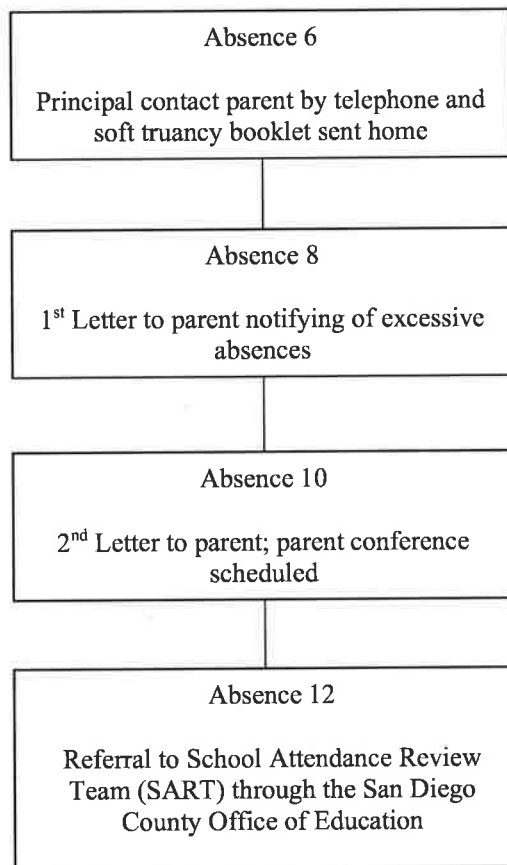 Absence 6
Principal contact parent by telephone and
soft truancy booklet sent home
Absence 8
1st Letter to parent notifying of excessive
absences
Absence 10
2nd Letter to parent; parent conference
scheduled
Absence 12
Referral to School Attendance Review
Team (SART) through the San Diego
County Office of Education